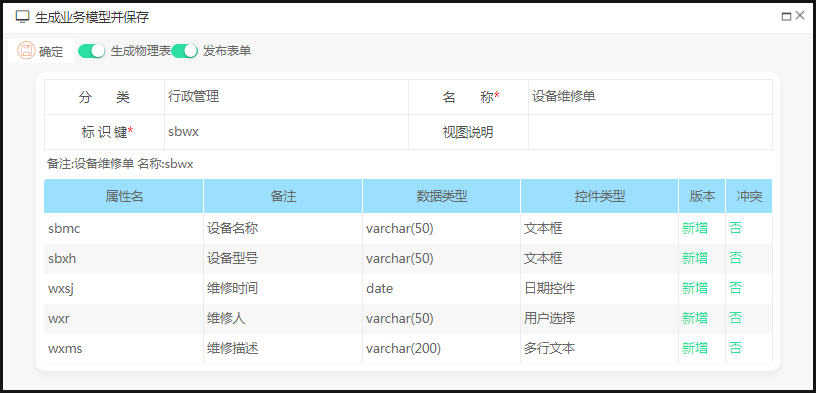 生成业务模型并保存
确定 生成物理表 发布表单
分 类 行政管理 名 称* 设备维修单
标 识 键* sbwx 视图说明
备注:设备维修单 名称:sbwx
属性名 备注 数据类型 控件类型 版本 冲突
sbmc 设备名称 varchar(50) 文本框 新增 否
sbxh 设备型号 varchar(50) 文本框 新增 否
wxsj 维修时间 date 日期控件 新增 否
wxr 维修人 varchar(50) 用户选择 新增 否
wxms 维修描述 varchar(200) 多行文本 新增 否